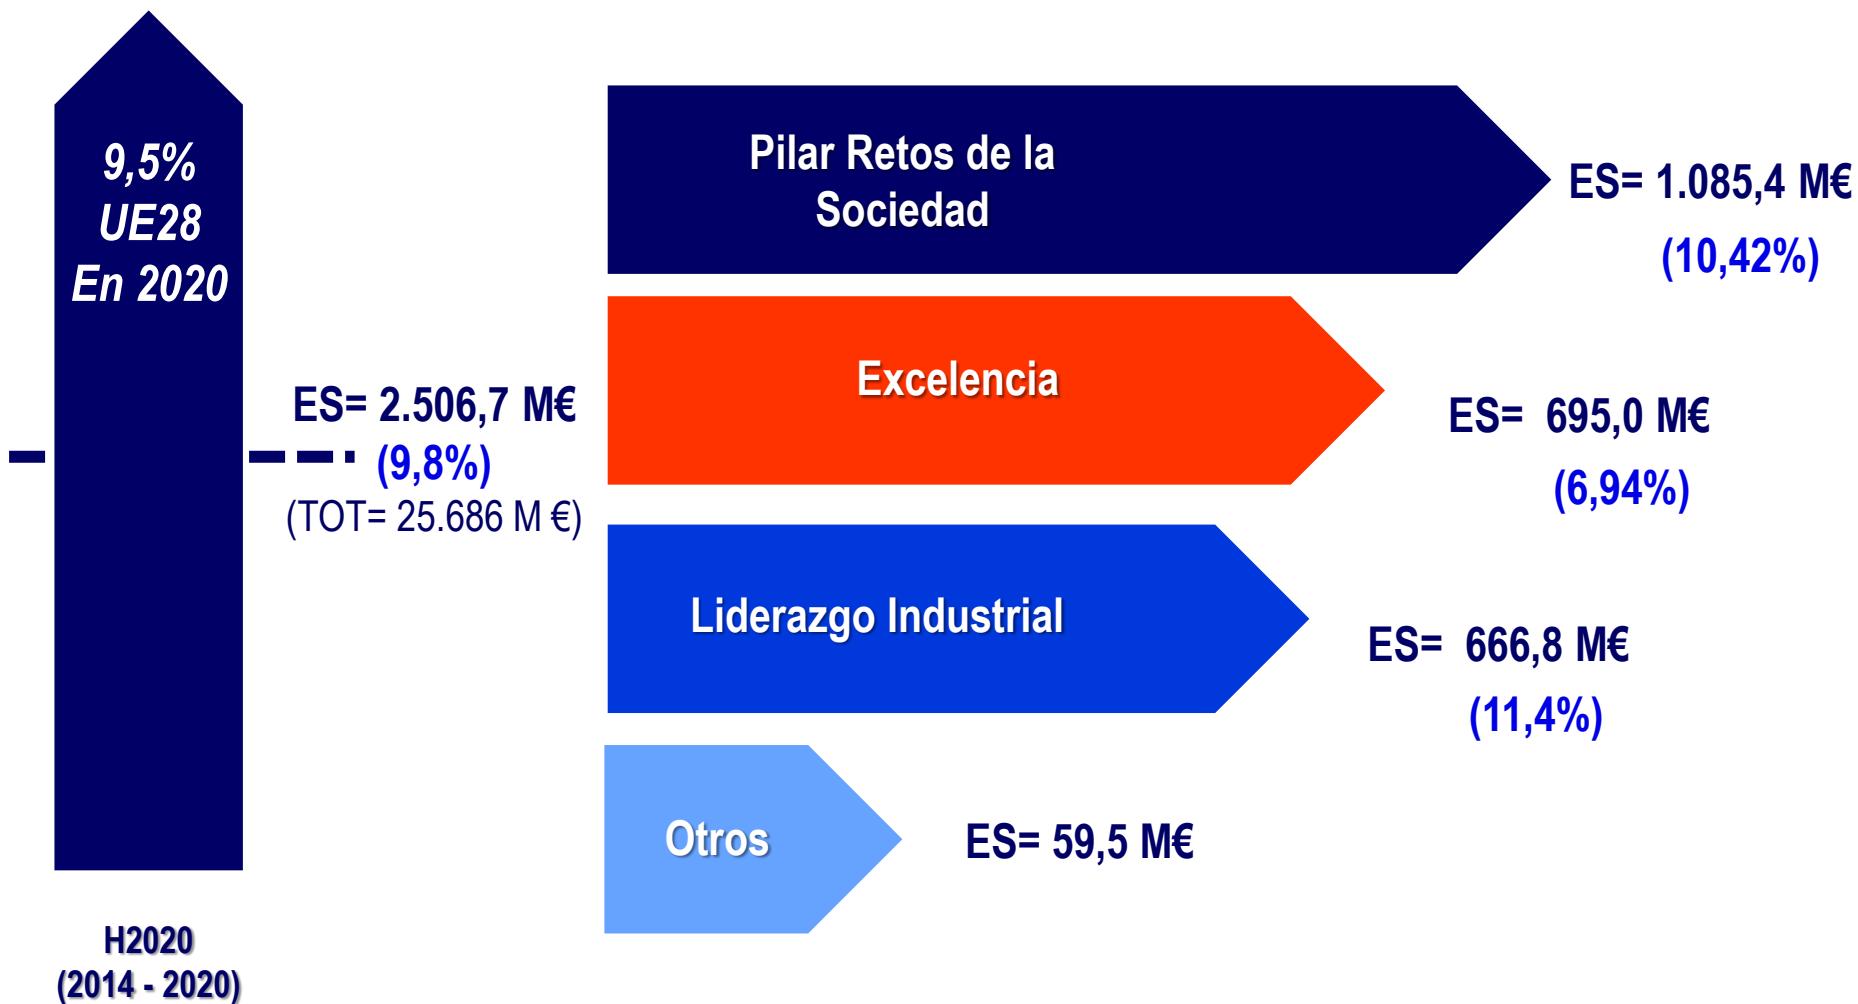 9,5%
UE28
En 2020
ES= 2.506,7 M€
(9,8%)
(TOT= 25.686 M €)
H2020
(2014 - 2020)
Pilar Retos de la
Sociedad
ES= 1.085,4 M€
(10,42%)
Excelencia
ES= 695,0 M€
(6,94%)
Liderazgo Industrial
ES= 666,8 M€
(11,4%)
Otros
ES= 59,5 M€